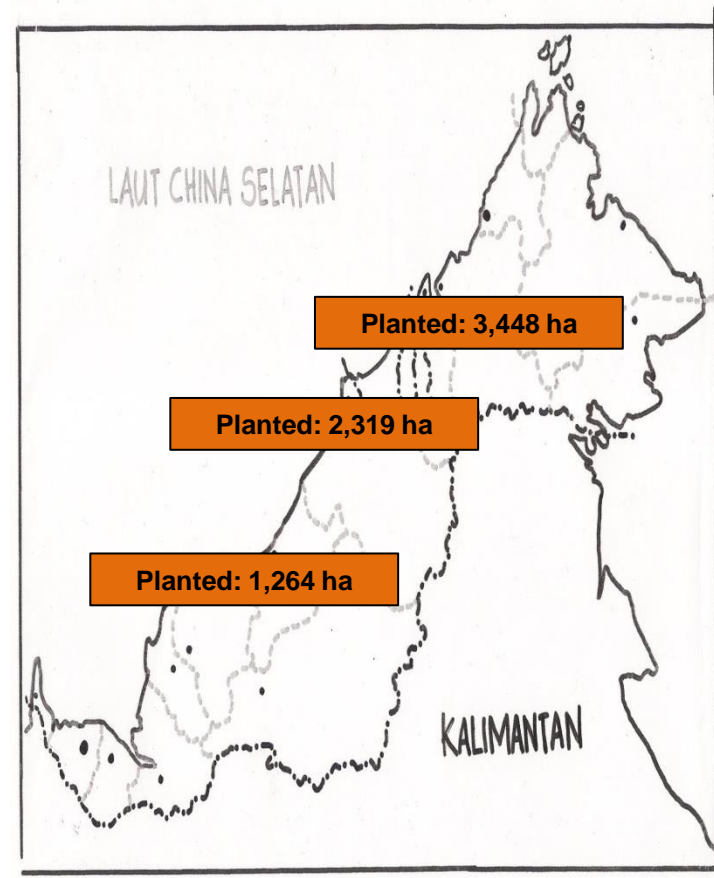 LAUT CHINA SELATAN
Planted: 3,448 ha
Planted: 2,319 ha
Planted: 1,264 ha
KALIMANTAN